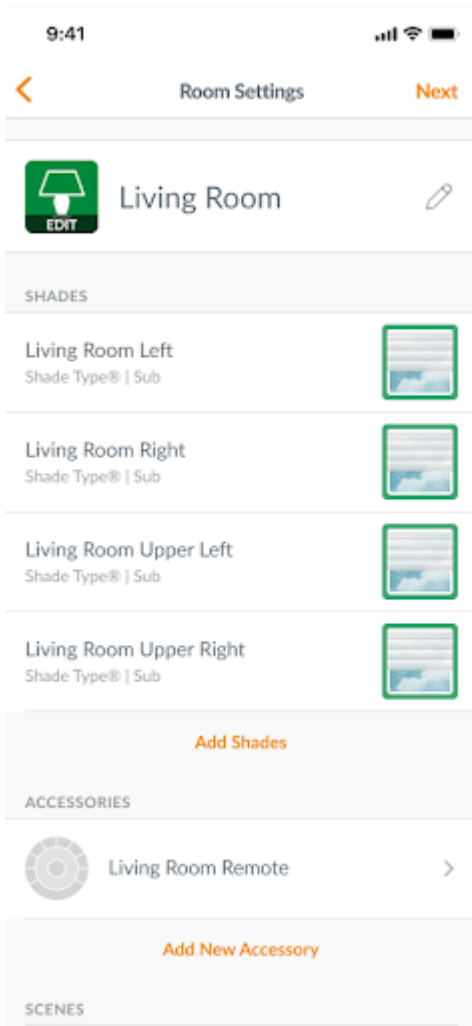 9:41
Room Settings
Next
EDIT
Living Room
SHADES
Living Room Left
Shade Type® | Sub
Living Room Right
Shade Type® | Sub
Living Room Upper Left
Shade Type® | Sub
Living Room Upper Right
Shade Type® | Sub
Add Shades
ACCESSORIES
Living Room Remote
Add New Accessory
SCENES